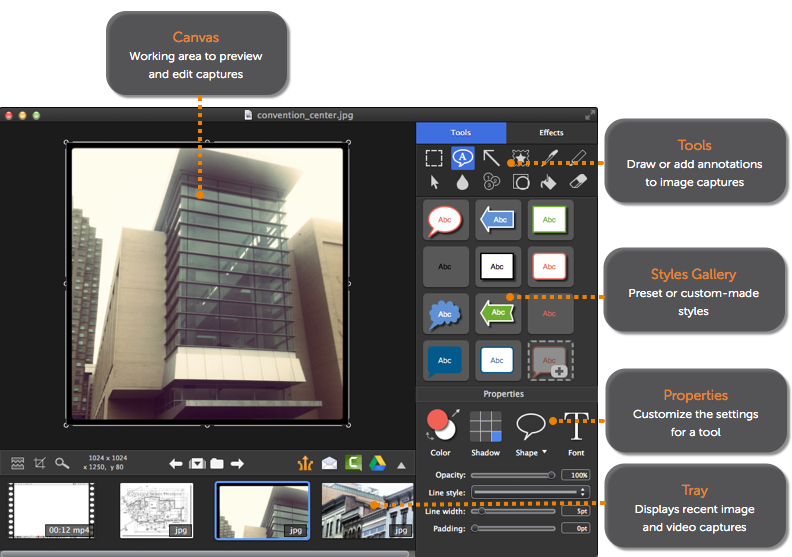 Canvas
Working area to preview
and edit captures
convention_center.jpg
Tools
Effects
A
Tools
Draw or add annotations
to image captures
Abc Abc Abc
Abc Abc Abc
Styles Gallery
Preset or custom-made
styles
Abc Abc Abc
Abc Abc Abc
Properties
Properties
Customize the settings
for a tool
T
Color Shadow Shape ▼ Font
1024 x 1024
x 1250, y 80
Opacity: 100%
Line style:
Line width: 5pt
Padding: 0pt
Tray
Displays recent image
and video captures
00:12 mp4 jpg jpg jpg